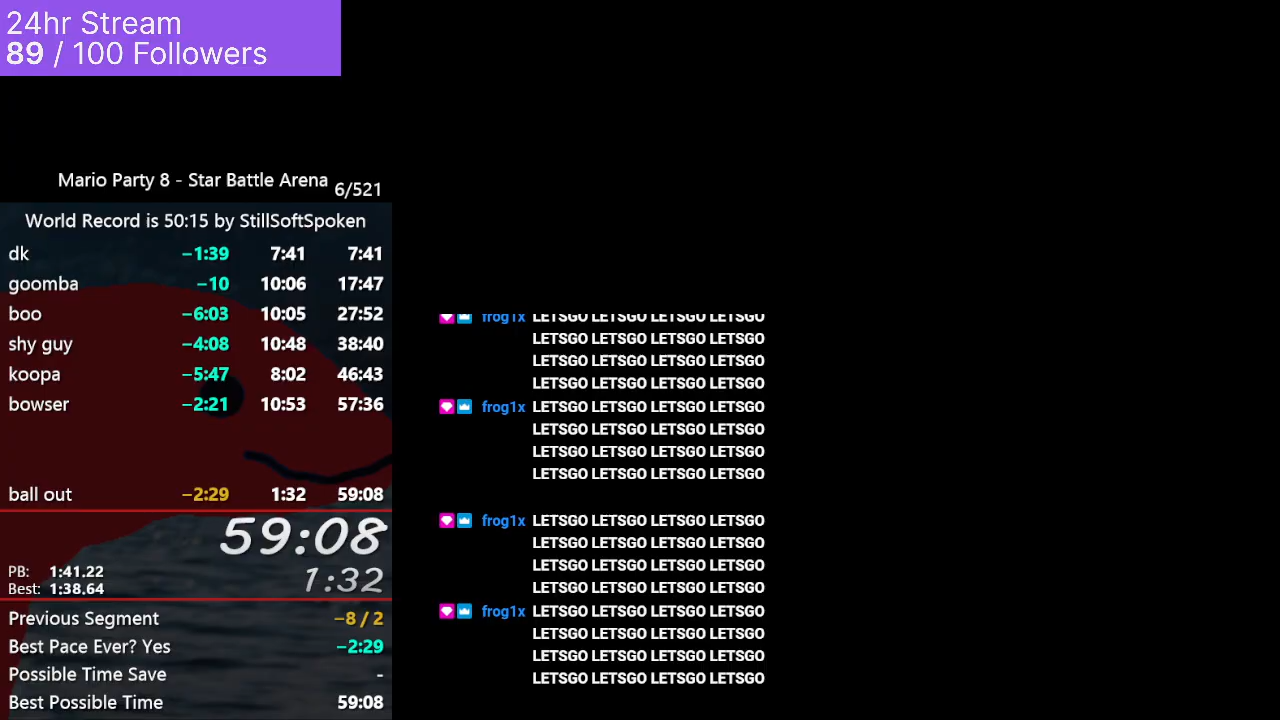 24hr Stream
89 / 100 Followers
Mario Party 8 - Star Battle Arena
6/521
World Record is 50:15 by StillSoftSpoken
dk -1:39 7:41 7:41
goomba -10 10:06 17:47
boo -6:03 10:05 27:52
shy guy -4:08 10:48 38:40
koopa -5:47 8:02 46:43
bowser -2:21 10:53 57:36
ball out -2:29 1:32 59:08
59:08
PB: 1:41.22
Best: 1:38.64
1:32
Previous Segment -8 / 2
Best Pace Ever? Yes -2:29
Possible Time Save -
Best Possible Time 59:08
frog1x LETSGO LETSGO LETSGO LETSGO
LETSGO LETSGO LETSGO LETSGO
LETSGO LETSGO LETSGO LETSGO
LETSGO LETSGO LETSGO LETSGO
frog1x LETSGO LETSGO LETSGO LETSGO
LETSGO LETSGO LETSGO LETSGO
LETSGO LETSGO LETSGO LETSGO
LETSGO LETSGO LETSGO LETSGO
frog1x LETSGO LETSGO LETSGO LETSGO
LETSGO LETSGO LETSGO LETSGO
LETSGO LETSGO LETSGO LETSGO
LETSGO LETSGO LETSGO LETSGO
frog1x LETSGO LETSGO LETSGO LETSGO
LETSGO LETSGO LETSGO LETSGO
LETSGO LETSGO LETSGO LETSGO
LETSGO LETSGO LETSGO LETSGO